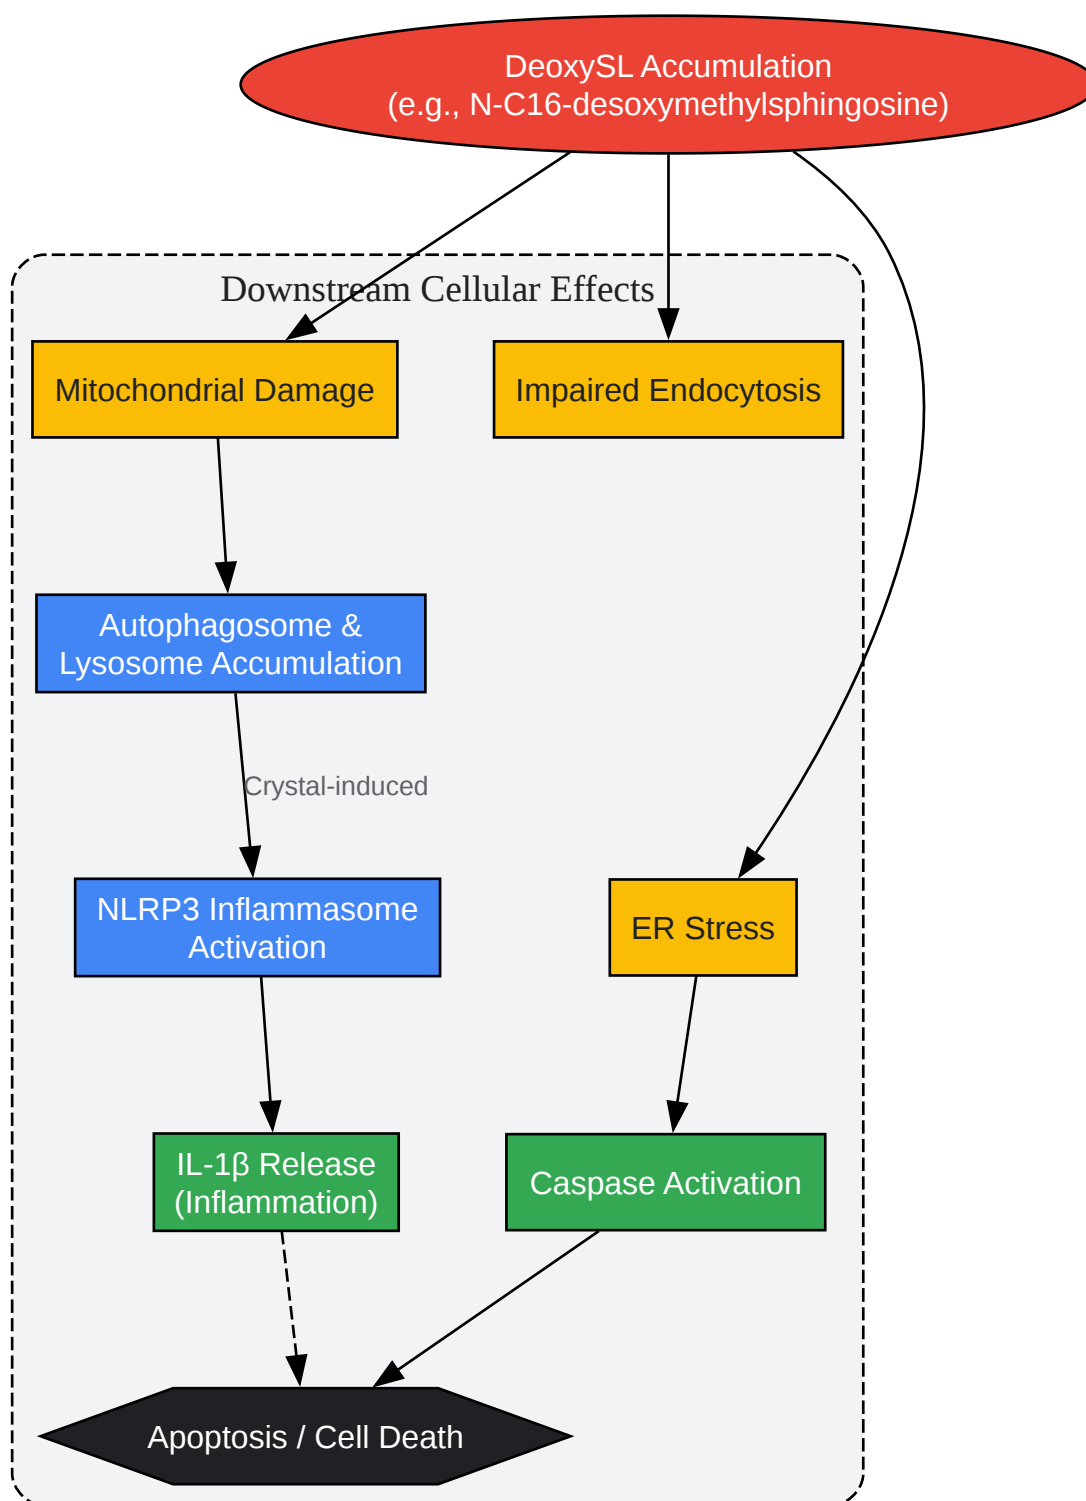 DeoxySL Accumulation
(e.g., N-C16-desoxymethylsphingosine)
Downstream Cellular Effects
Mitochondrial Damage
Impaired Endocytosis
Autophagosome &
Lysosome Accumulation
Crystal-induced
NLRP3 Inflammasome
Activation
ER Stress
IL-1β Release
(Inflammation)
Caspase Activation
Apoptosis / Cell Death